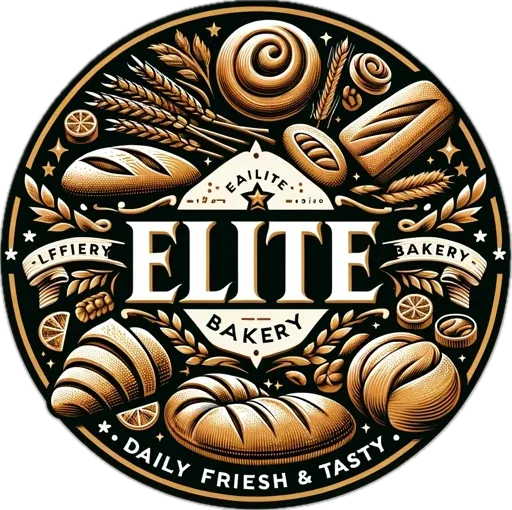 EAILITE
-LFFIERY
ELITE
BAKERY-
BAKERY
• DAILY FRIESH & TASTY •